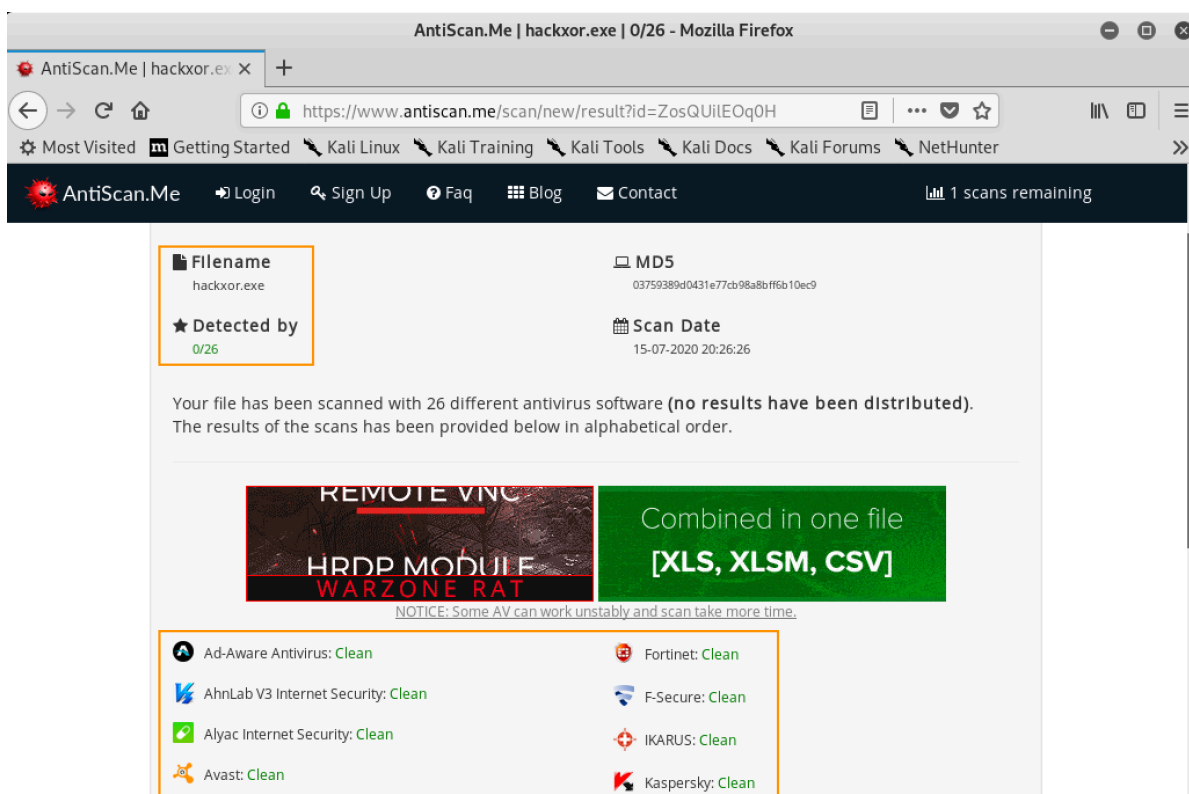 AntiScan.Me | hackxor.exe | 0/26 - Mozilla Firefox
AntiScan.Me | hackxor.ex
https://www.antiscan.me/scan/new/result?id=ZosQUilEOq0H
Most Visited Getting Started Kali Linux Kali Training Kali Tools Kali Docs Kali Forums NetHunter
AntiScan.Me Login Sign Up Faq Blog Contact 1 scans remaining
Filename
hackxor.exe
MD5
03759389d0431e77cb98a8bff6b10ec9
Detected by
0/26
Scan Date
15-07-2020 20:26:26
Your file has been scanned with 26 different antivirus software (no results have been distributed).
The results of the scans has been provided below in alphabetical order.
REMOTE VNC
HRDP MODULE
WARZONE RAT
Combined in one file
[XLS, XLSM, CSV]
NOTICE: Some AV can work unstably and scan take more time.
Ad-Aware Antivirus: Clean
Fortinet: Clean
AhnLab V3 Internet Security: Clean
F-Secure: Clean
Alyac Internet Security: Clean
IKARUS: Clean
Avast: Clean
Kaspersky: Clean